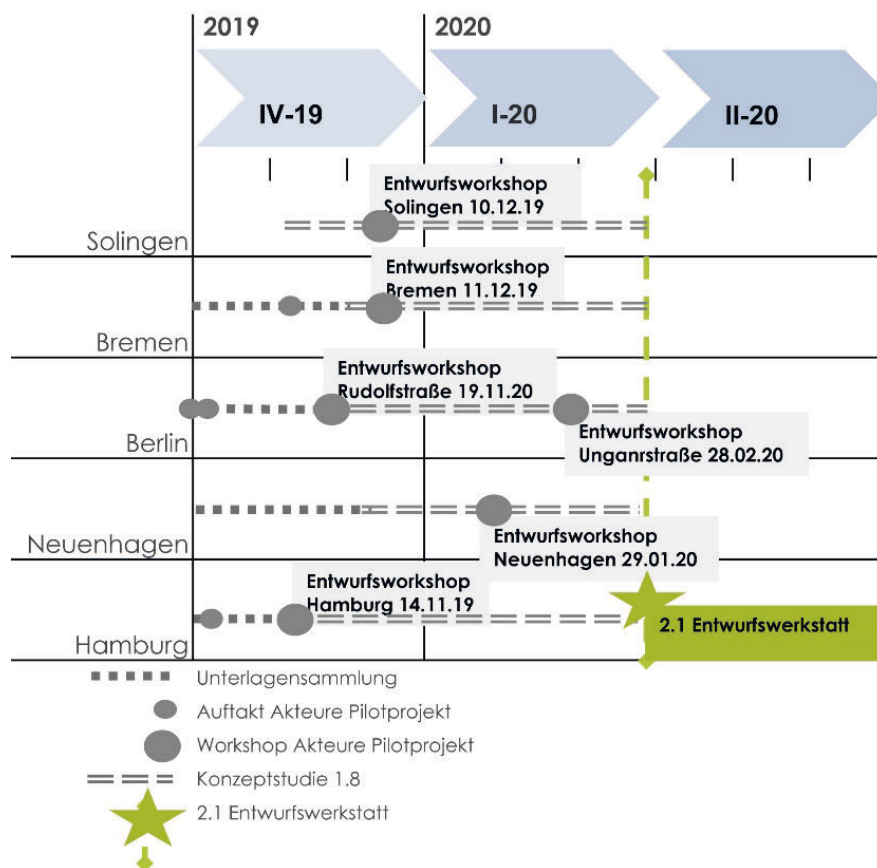 2019
2020
IV-19
I-20
II-20
Entwurfsworkshop
Solingen 10.12.19
Solingen
Entwurfsworkshop
Bremen 11.12.19
Bremen
Entwurfsworkshop
Rudolfstraße 19.11.20
Berlin
Entwurfsworkshop
Unganrstraße 28.02.20
Neuenhagen
Entwurfsworkshop
Neuenhagen 29.01.20
Entwurfsworkshop
Hamburg 14.11.19
2.1 Entwurfswerkstatt
Hamburg
Unterlagensammlung
Auftakt Akteure Pilotprojekt
Workshop Akteure Pilotprojekt
Konzeptstudie 1.8
2.1 Entwurfswerkstatt